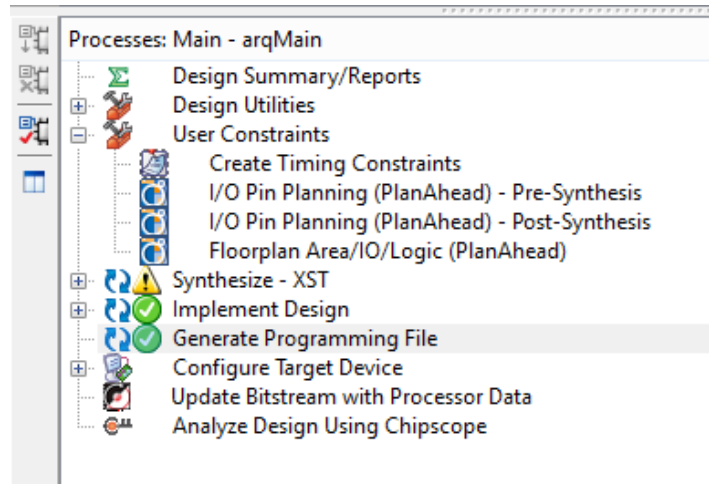 Processes: Main - arqMain
Design Summary/Reports
Design Utilities
User Constraints
Create Timing Constraints
I/O Pin Planning (PlanAhead) - Pre-Synthesis
I/O Pin Planning (PlanAhead) - Post-Synthesis
Floorplan Area/IO/Logic (PlanAhead)
Synthesize - XST
Implement Design
Generate Programming File
Configure Target Device
Update Bitstream with Processor Data
Analyze Design Using Chipscope